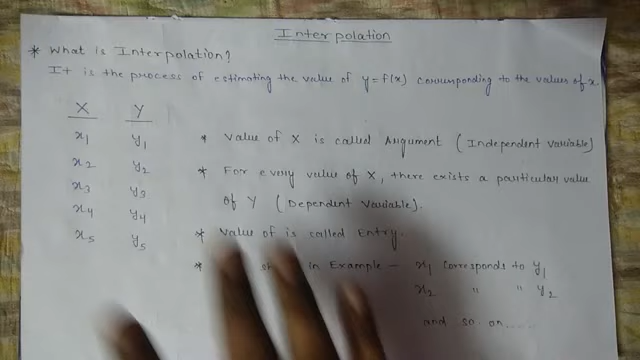 Interpolation
* What is Interpolation?
It is the process of estimating the value of y=f(x) corresponding to the values of x.
X Y
x1 y1
x2 y2
x3 y3
x4 y4
x5 y5
* Value of X is called Argument (Independent Variable)
* For every value of X, there exists a particular value
of Y (Dependent Variable).
* Value of is called Entry.
* in Example - x1 corresponds to y1
x2 " " y2
and so on......